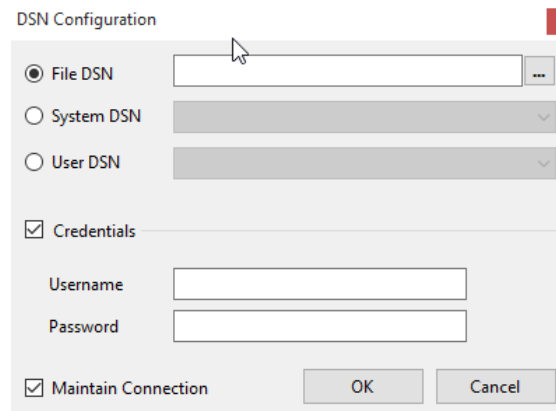 DSN Configuration
File DSN
...
System DSN
User DSN
Credentials
Username
Password
Maintain Connection OK Cancel